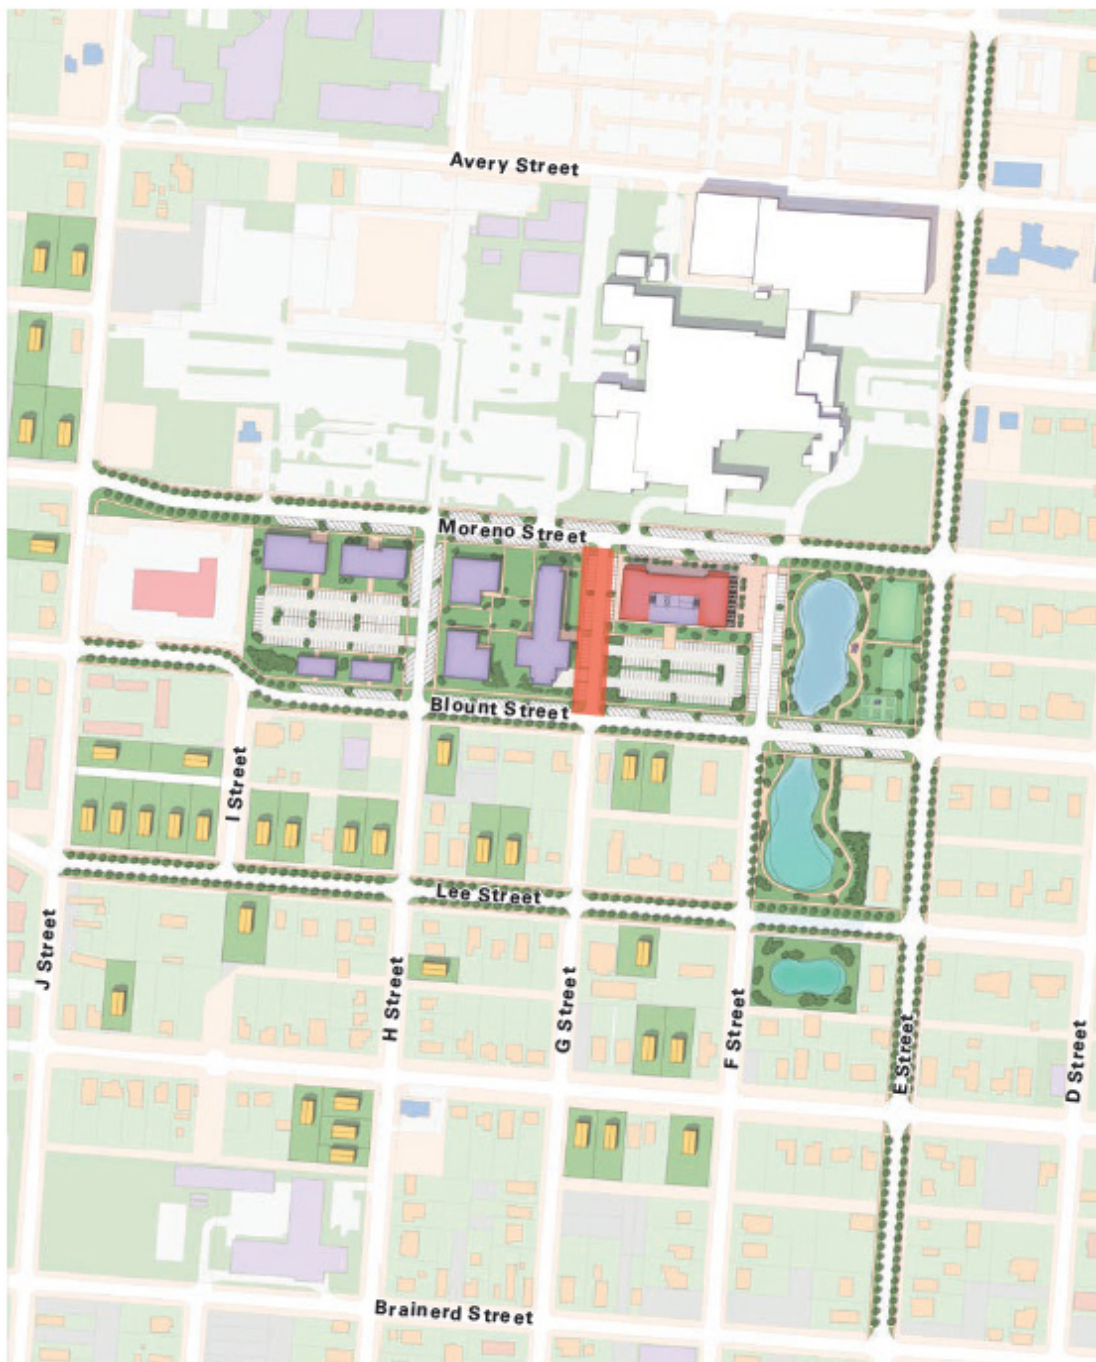 Avery Street
Moreno Street
Blount Street
I Street
Lee Street
J Street
H Street
G Street
F Street
E Street
D Street
Brainerd Street